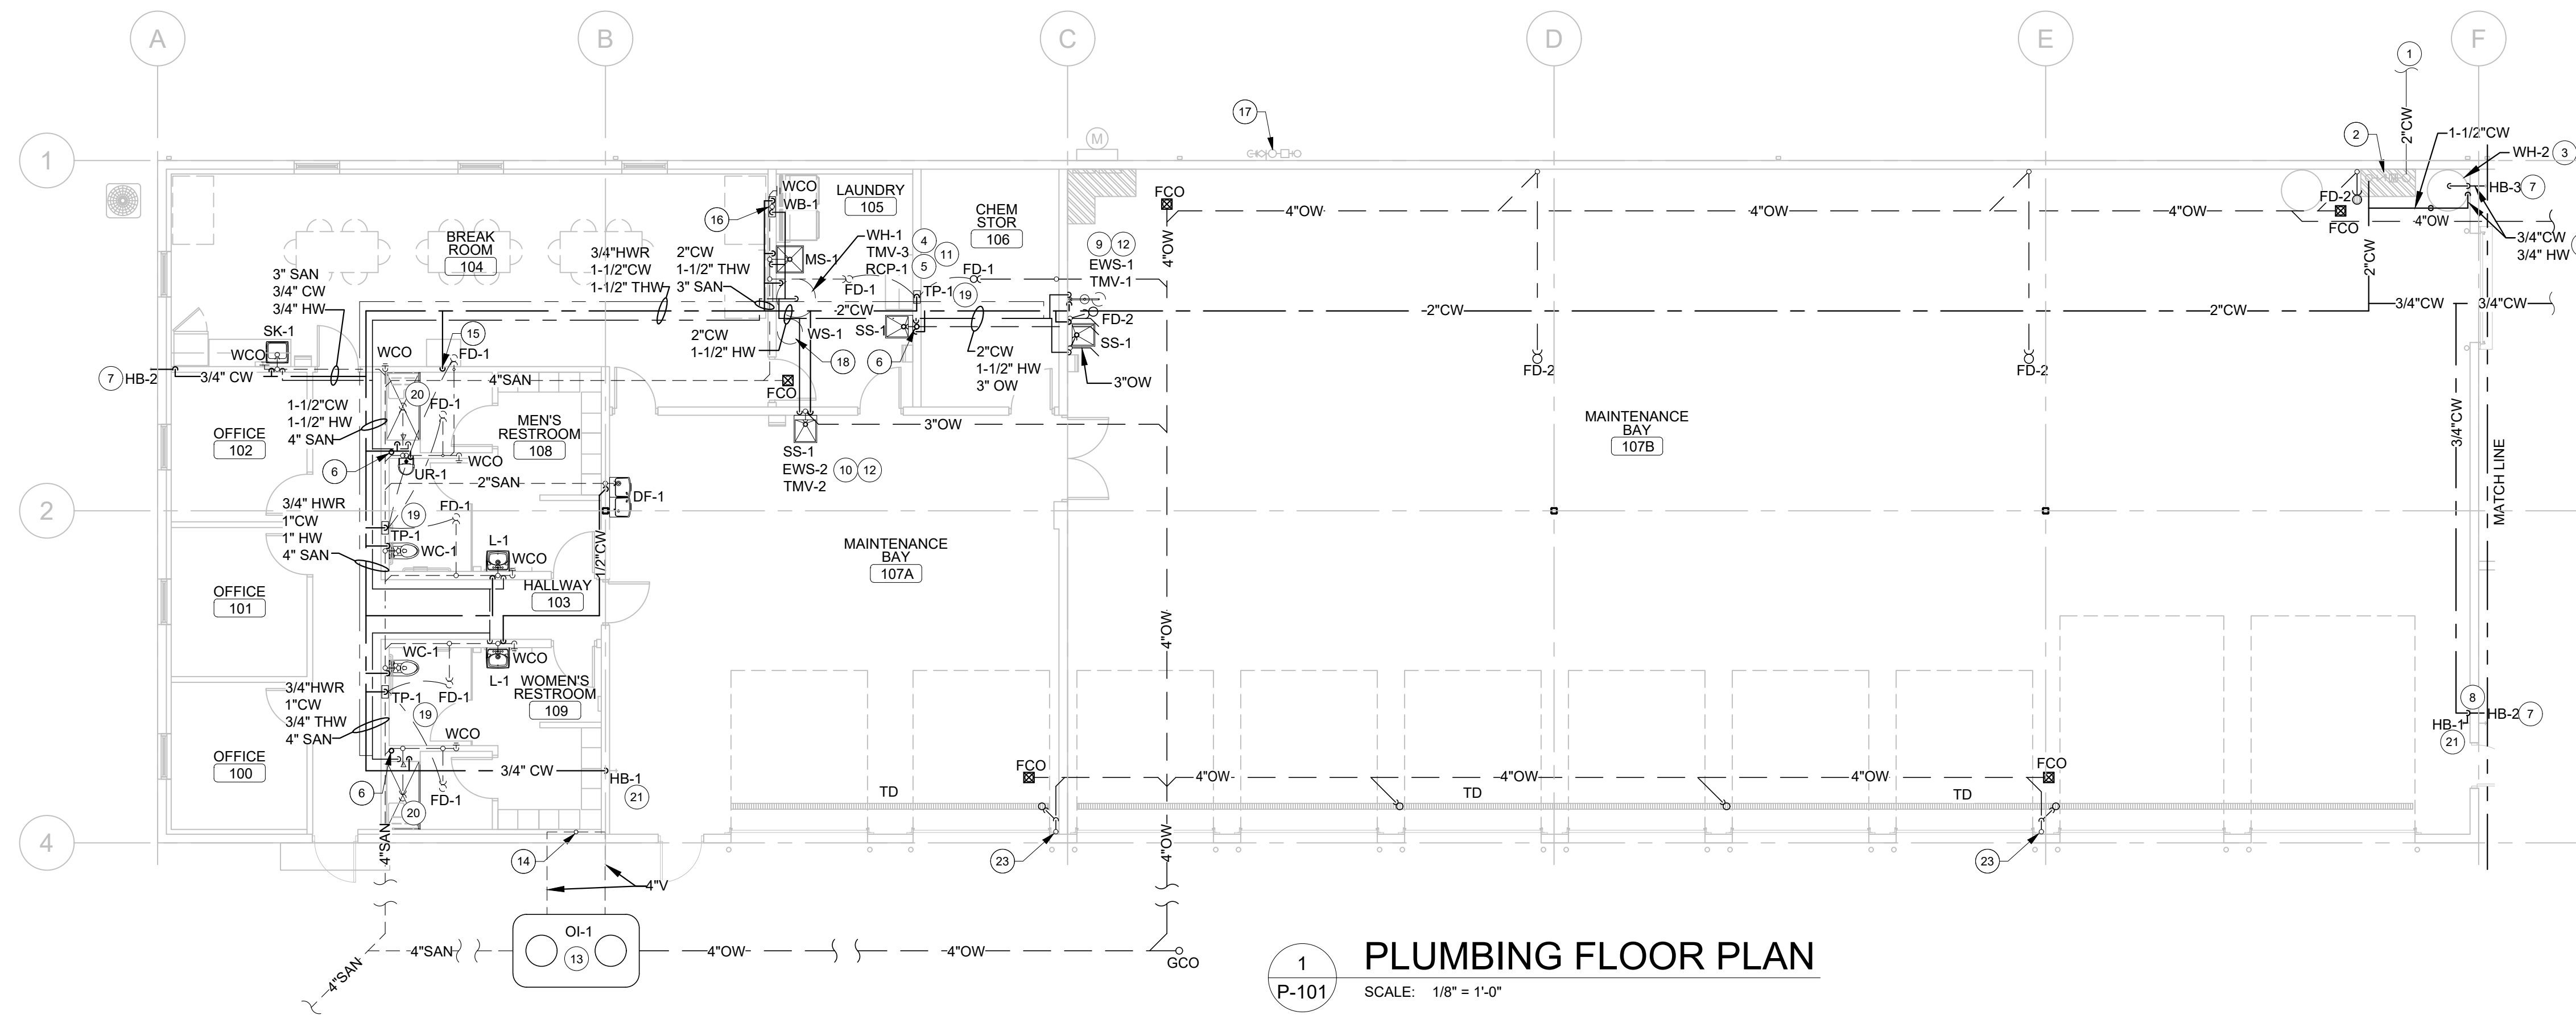 A
B
C
D
E
F
1
2
4
1
2"CW
1-1/2"CW
2
WH-2
3
HB-3
7
17
M
FD-2
FCO
4"OW
3/4"CW
3/4" HW
WCO
WB-1
16
LAUNDRY
105
CHEM
STOR
106
FCO
4"OW
4"OW
4"OW
4"OW
BREAK
ROOM
104
WH-1
4
TMV-3
11
RCP-1
5
MS-1
FD-1
FD-1
TP-1
19
9
12
EWS-1
TMV-1
2"CW
3/4"HWR
1-1/2"CW
1-1/2" THW
2"CW
1-1/2" THW
3" SAN
3" SAN
3/4" CW
3/4" HW
2"CW
2"CW
2"CW
3/4"CW
3/4"CW
SK-1
WCO
WCO
15
FD-1
2"CW
1-1/2" HW
WS-1
18
SS-1
6
FD-2
SS-1
2"CW
1-1/2" HW
3" OW
3"OW
7
HB-2
3/4" CW
4"SAN
FCO
FD-2
FD-2
20
FD-1
1-1/2"CW
1-1/2" HW
4" SAN
MEN'S
RESTROOM
108
OFFICE
102
3"OW
SS-1
EWS-2
10
12
TMV-2
MAINTENANCE
BAY
107B
3/4"CW
MATCH LINE
6
UR-1
WCO
2"SAN
DF-1
3/4" HWR
1"CW
1" HW
4" SAN
19
FD-1
TP-1
WC-1
L-1
WCO
1/2"CW
MAINTENANCE
BAY
107A
OFFICE
101
HALLWAY
103
4"OW
WC-1
WCO
L-1
3/4"HWR
1"CW
3/4" THW
4" SAN
TP-1
FD-1
19
WOMEN'S
RESTROOM
109
WCO
8
HB-1
HB-2
7
21
OFFICE
100
3/4" CW
HB-1
21
6
20
FD-1
FCO
4"OW
4"OW
4"OW
FCO
TD
TD
TD
4"SAN
14
23
4"OW
23
4"V
OI-1
13
4"SAN
4"OW
4"OW
GCO
4"SAN
1
P-101
PLUMBING FLOOR PLAN
SCALE: 1/8" = 1'-0"